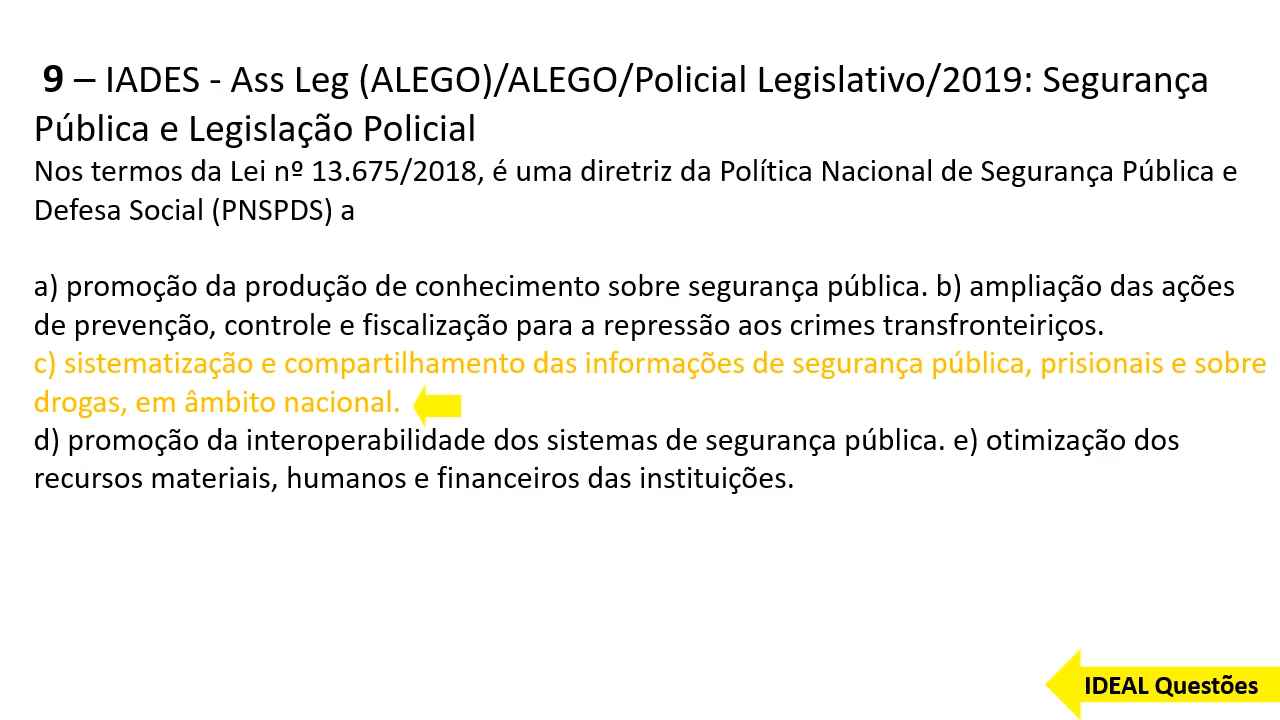 9 – IADES - Ass Leg (ALEGO)/ALEGO/Policial Legislativo/2019: Segurança
Pública e Legislação Policial
Nos termos da Lei nº 13.675/2018, é uma diretriz da Política Nacional de Segurança Pública e
Defesa Social (PNSPDS) a
a) promoção da produção de conhecimento sobre segurança pública. b) ampliação das ações
de prevenção, controle e fiscalização para a repressão aos crimes transfronteiriços.
c) sistematização e compartilhamento das informações de segurança pública, prisionais e sobre
drogas, em âmbito nacional.
d) promoção da interoperabilidade dos sistemas de segurança pública. e) otimização dos
recursos materiais, humanos e financeiros das instituições.
IDEAL Questões